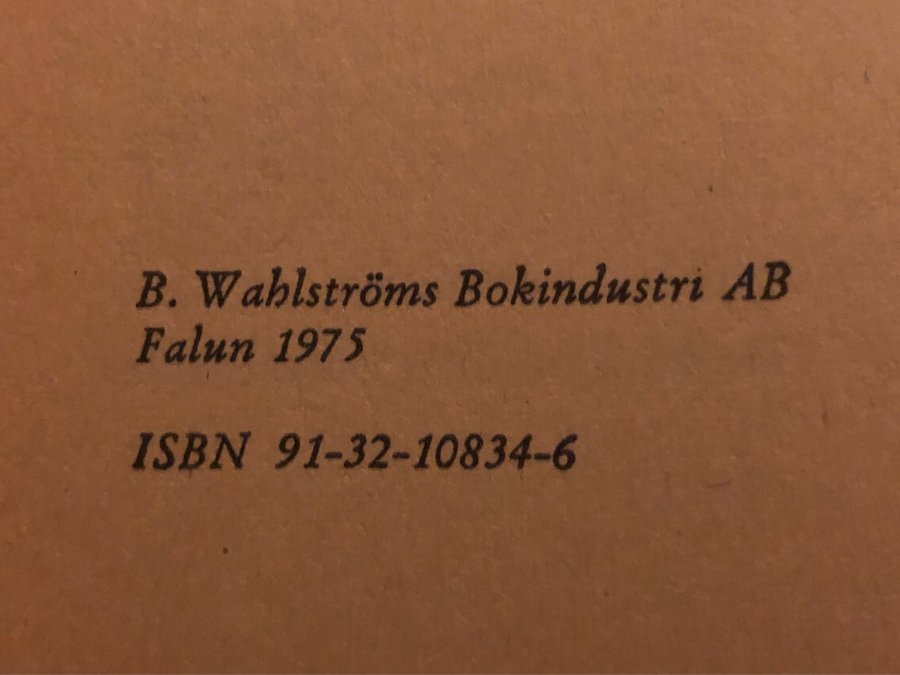 B. Wahlströms Bokindustri AB
Falun 1975
ISBN 91-32-10834-6